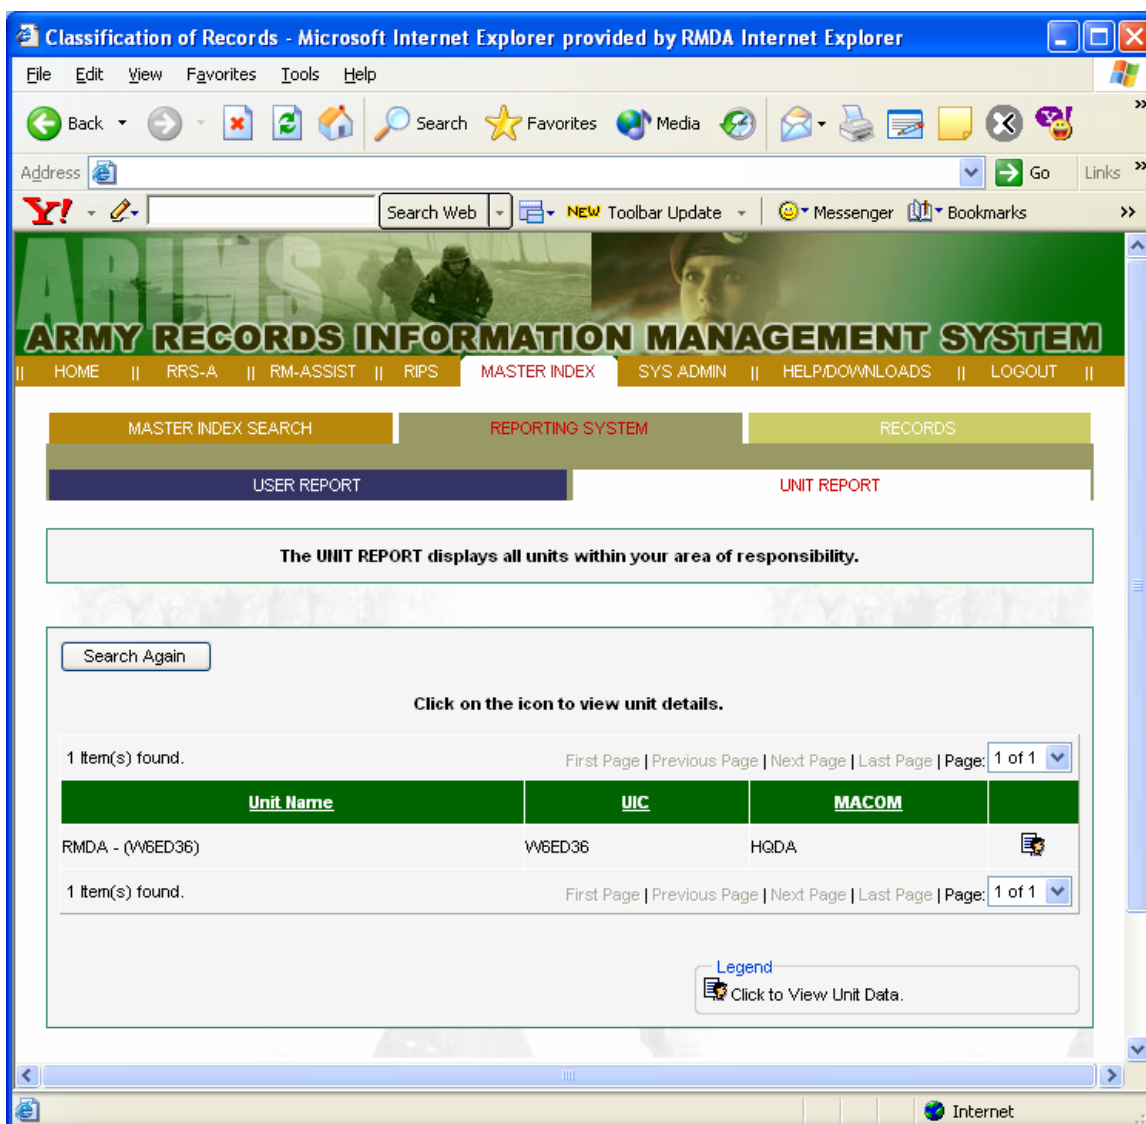 Classification of Records - Microsoft Internet Explorer provided by RMDA Internet Explorer
File Edit View Favorites Tools Help
Back Search Favorites Media
Address Go Links
Y! Search Web NEW Toolbar Update Messenger Bookmarks
ARIMS
ARMY RECORDS INFORMATION MANAGEMENT SYSTEM
|| HOME || RRS-A || RM-ASSIST || RIPS MASTER INDEX SYS ADMIN || HELP/DOWNLOADS || LOGOUT ||
MASTER INDEX SEARCH REPORTING SYSTEM RECORDS
USER REPORT UNIT REPORT
The UNIT REPORT displays all units within your area of responsibility.
Search Again
Click on the icon to view unit details.
1 Item(s) found. First Page | Previous Page | Next Page | Last Page | Page: 1 of 1
Unit Name UIC MACOM
RMDA - (W6ED36) W6ED36 HQDA
1 Item(s) found. First Page | Previous Page | Next Page | Last Page | Page: 1 of 1
Legend
Click to View Unit Data.
Internet